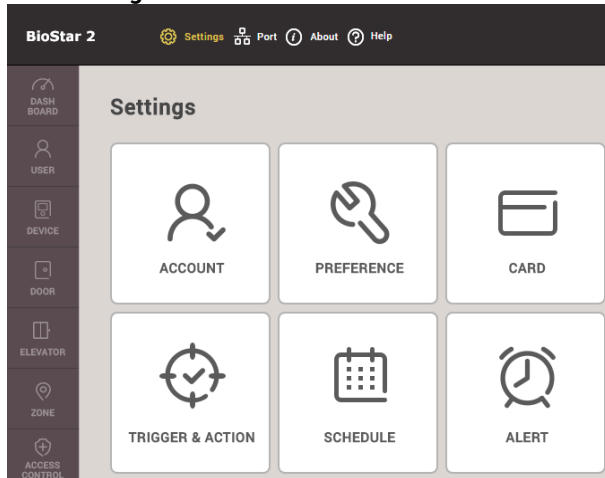 BioStar 2
Settings Port About Help
DASH
BOARD
USER
DEVICE
DOOR
ELEVATOR
ZONE
ACCESS
CONTROL
Settings
ACCOUNT PREFERENCE CARD
TRIGGER & ACTION SCHEDULE ALERT